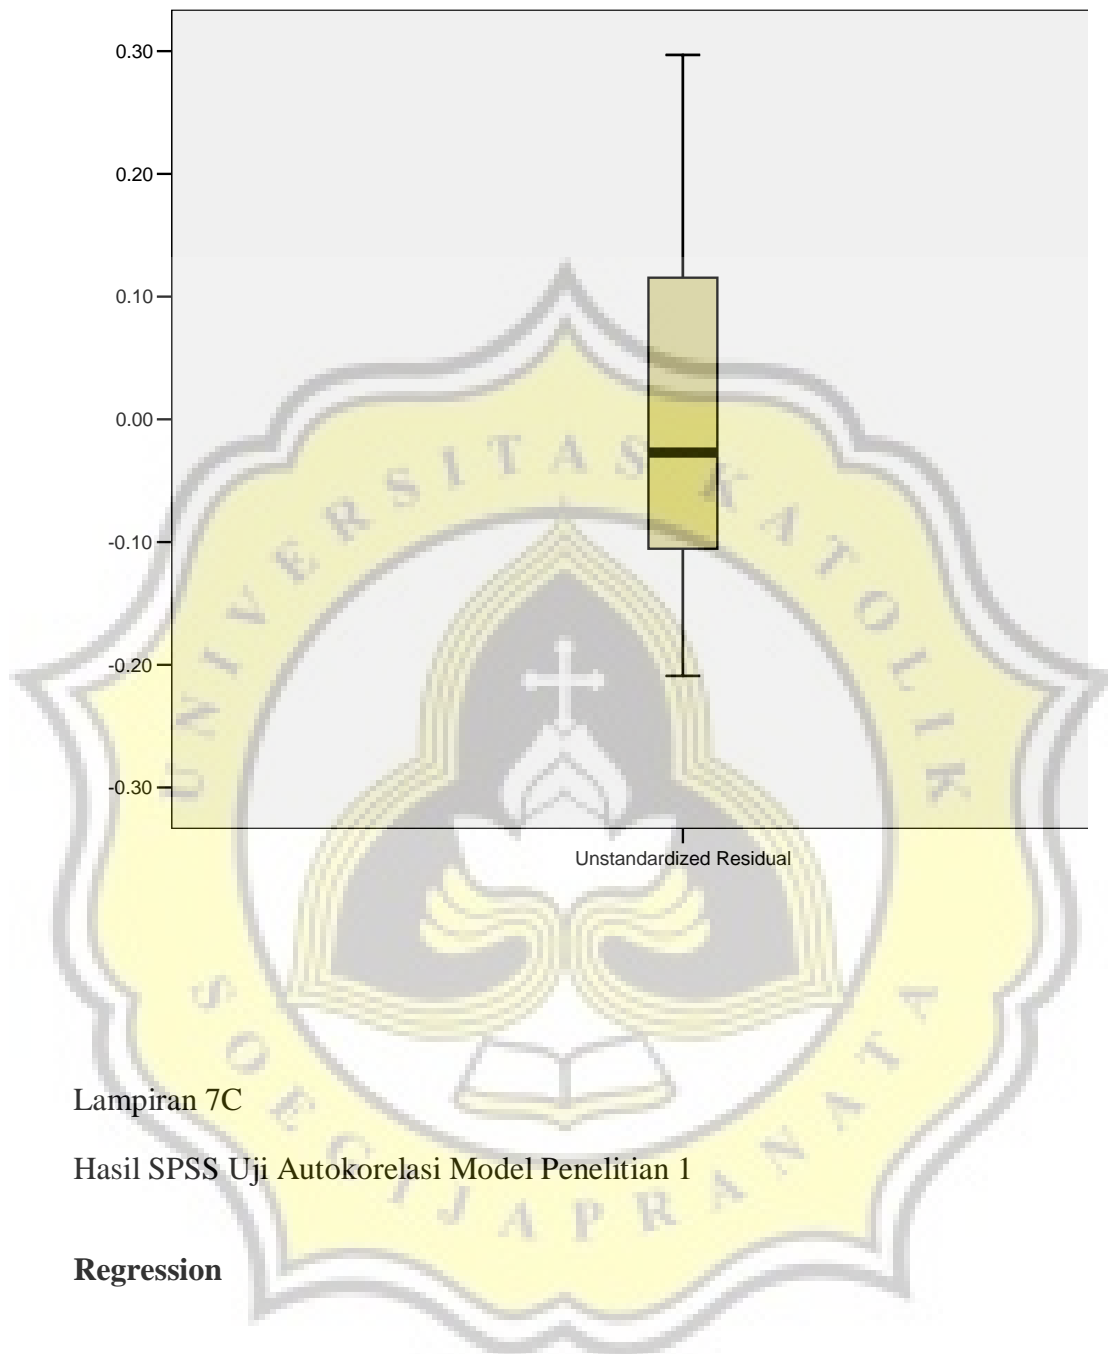 0.30
0.20
0.10
0.00
-0.10
-0.20
-0.30
Unstandardized Residual
UNIVERSITAS KATOLIK
SOEGIJAPRANATA
Lampiran 7C
Hasil SPSS Uji Autokorelasi Model Penelitian 1
Regression